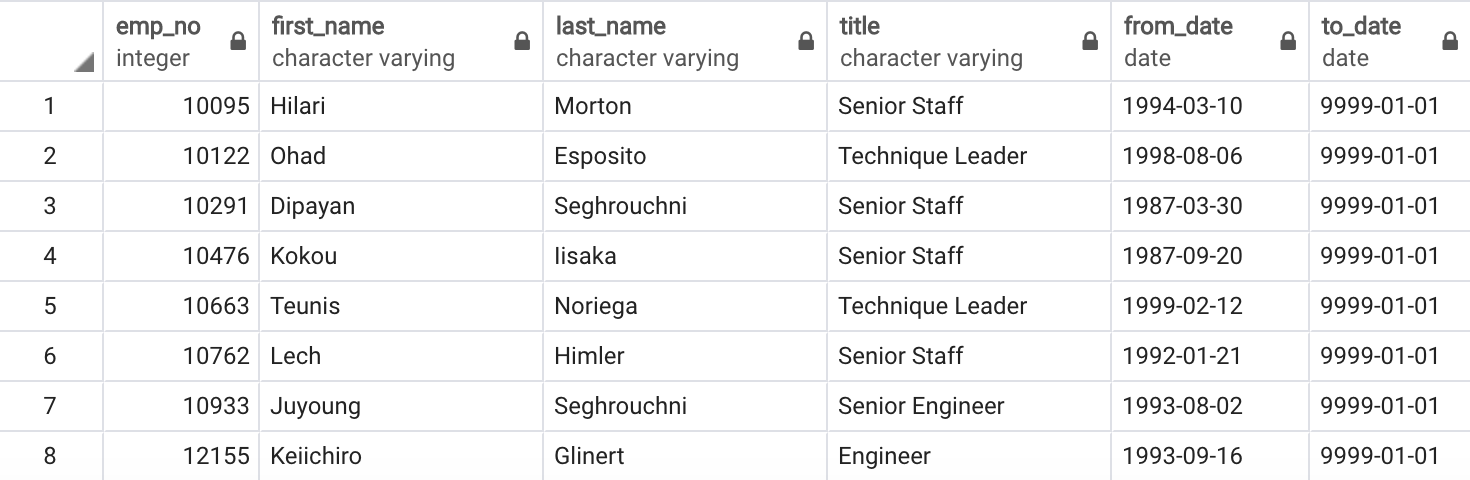 emp_no first_name last_name title from_date to_date
integer character varying character varying character varying date date
1 10095 Hilari Morton Senior Staff 1994-03-10 9999-01-01
2 10122 Ohad Esposito Technique Leader 1998-08-06 9999-01-01
3 10291 Dipayan Seghrouchni Senior Staff 1987-03-30 9999-01-01
4 10476 Kokou Iisaka Senior Staff 1987-09-20 9999-01-01
5 10663 Teunis Noriega Technique Leader 1999-02-12 9999-01-01
6 10762 Lech Himler Senior Staff 1992-01-21 9999-01-01
7 10933 Juyoung Seghrouchni Senior Engineer 1993-08-02 9999-01-01
8 12155 Keiichiro Glinert Engineer 1993-09-16 9999-01-01